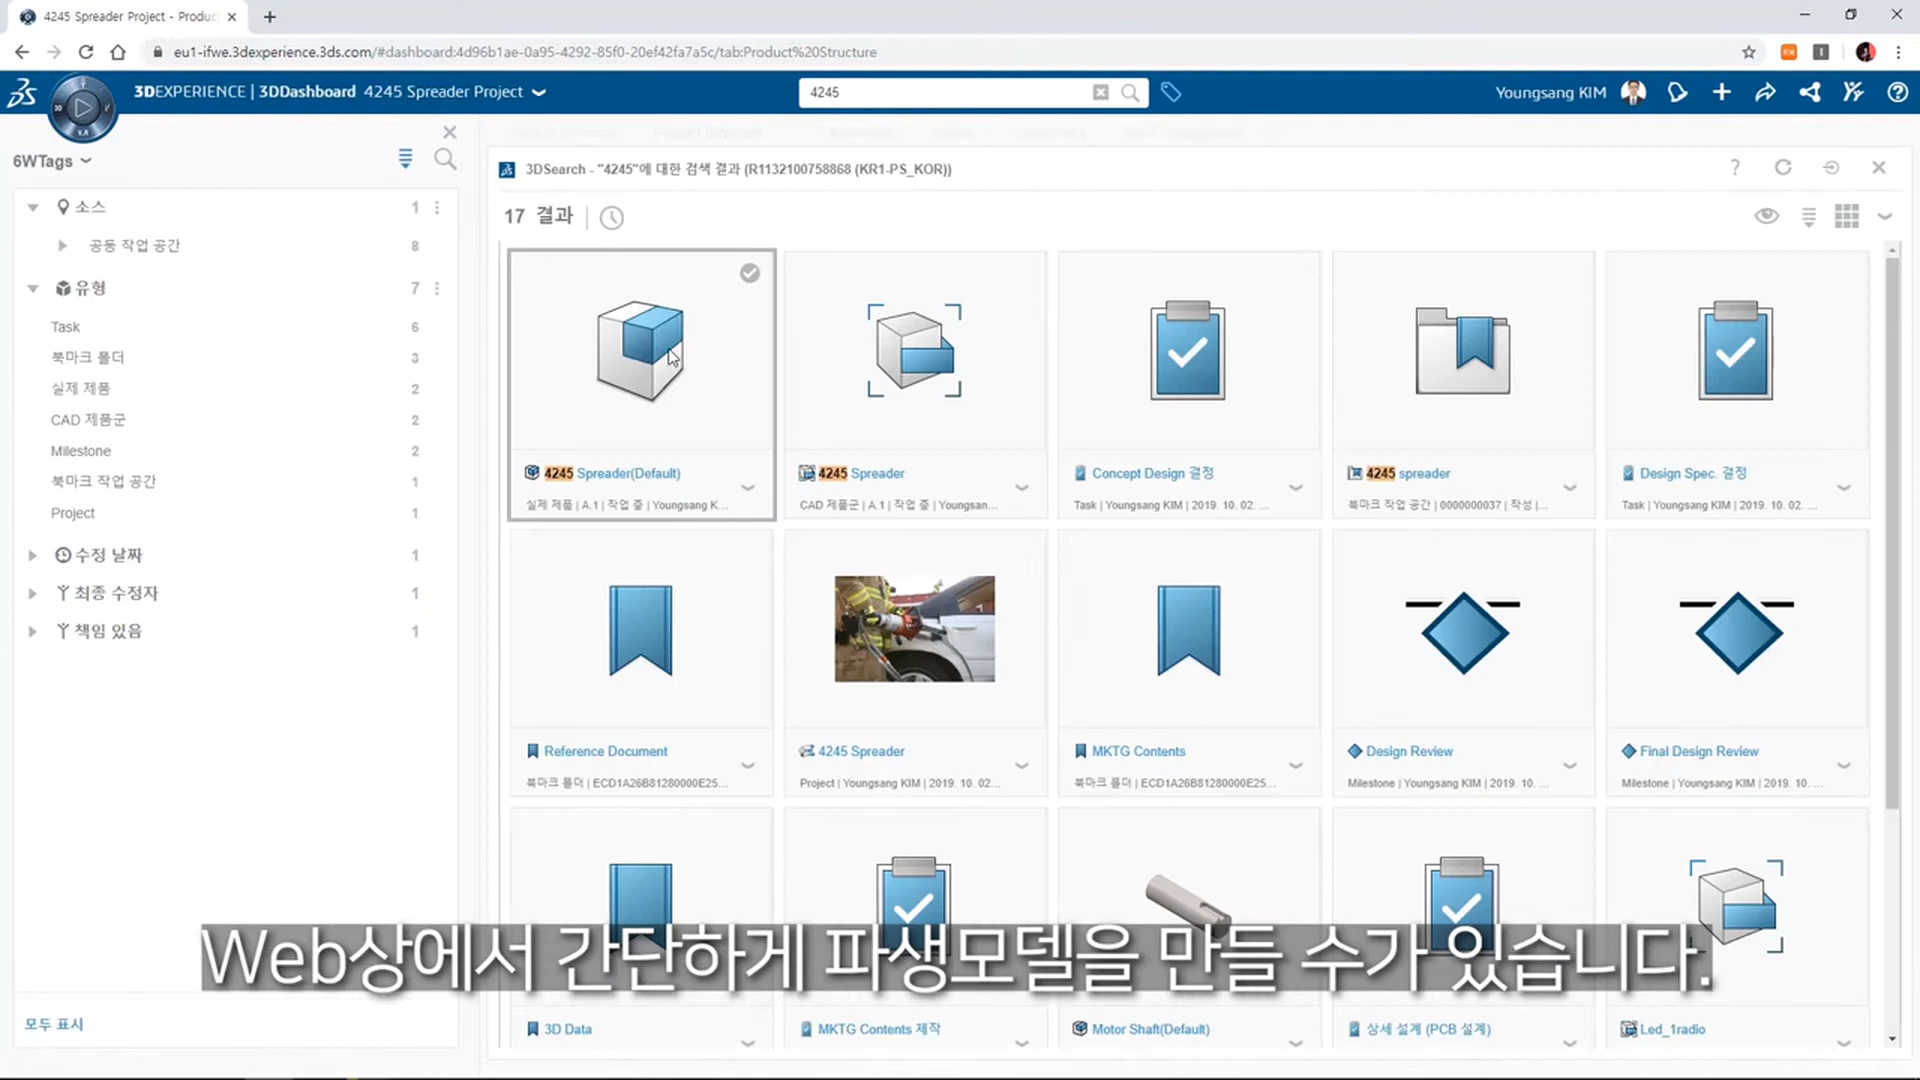 4245 Spreader Project - Produc
eu1-ifwe.3dexperience.3ds.com/#dashboard:4d96b1ae-0a95-4292-85f0-20ef42fa7a5c/tab:Product%20Structure
3DEXPERIENCE | 3DDashboard 4245 Spreader Project
4245
Youngsang KIM
6WTags
소스 1
공동 작업 공간 8
유형 7
Task 6
북마크 폴더 3
실제 제품 2
CAD 제품군 2
Milestone 2
북마크 작업 공간 1
Project 1
수정 날짜 1
최종 수정자 1
책임 있음 1
모두 표시
3DSearch - "4245"에 대한 검색 결과 (R1132100758868 (KR1-PS_KOR))
17 결과
4245 Spreader(Default)
실제 제품 | A.1 | 작업 중 | Youngsang K...
4245 Spreader
CAD 제품군 | A.1 | 작업 중 | Youngsan...
Concept Design 결정
Task | Youngsang KIM | 2019. 10. 02. ...
4245 spreader
북마크 작업 공간 | 0000000037 | 작성 |...
Design Spec. 결정
Task | Youngsang KIM | 2019. 10. 02. ...
Reference Document
북마크 폴더 | ECD1A26B81280000E25...
4245 Spreader
Project | Youngsang KIM | 2019. 10. 02...
MKTG Contents
북마크 폴더 | ECD1A26B81280000E25...
Design Review
Milestone | Youngsang KIM | 2019. 10. ...
Final Design Review
Milestone | Youngsang KIM | 2019. 10. ...
Web상에서 간단하게 파생모델을 만들 수가 있습니다.
3D Data
MKTG Contents 제작
Motor Shaft(Default)
상세 설계 (PCB 설계)
Led_1radio